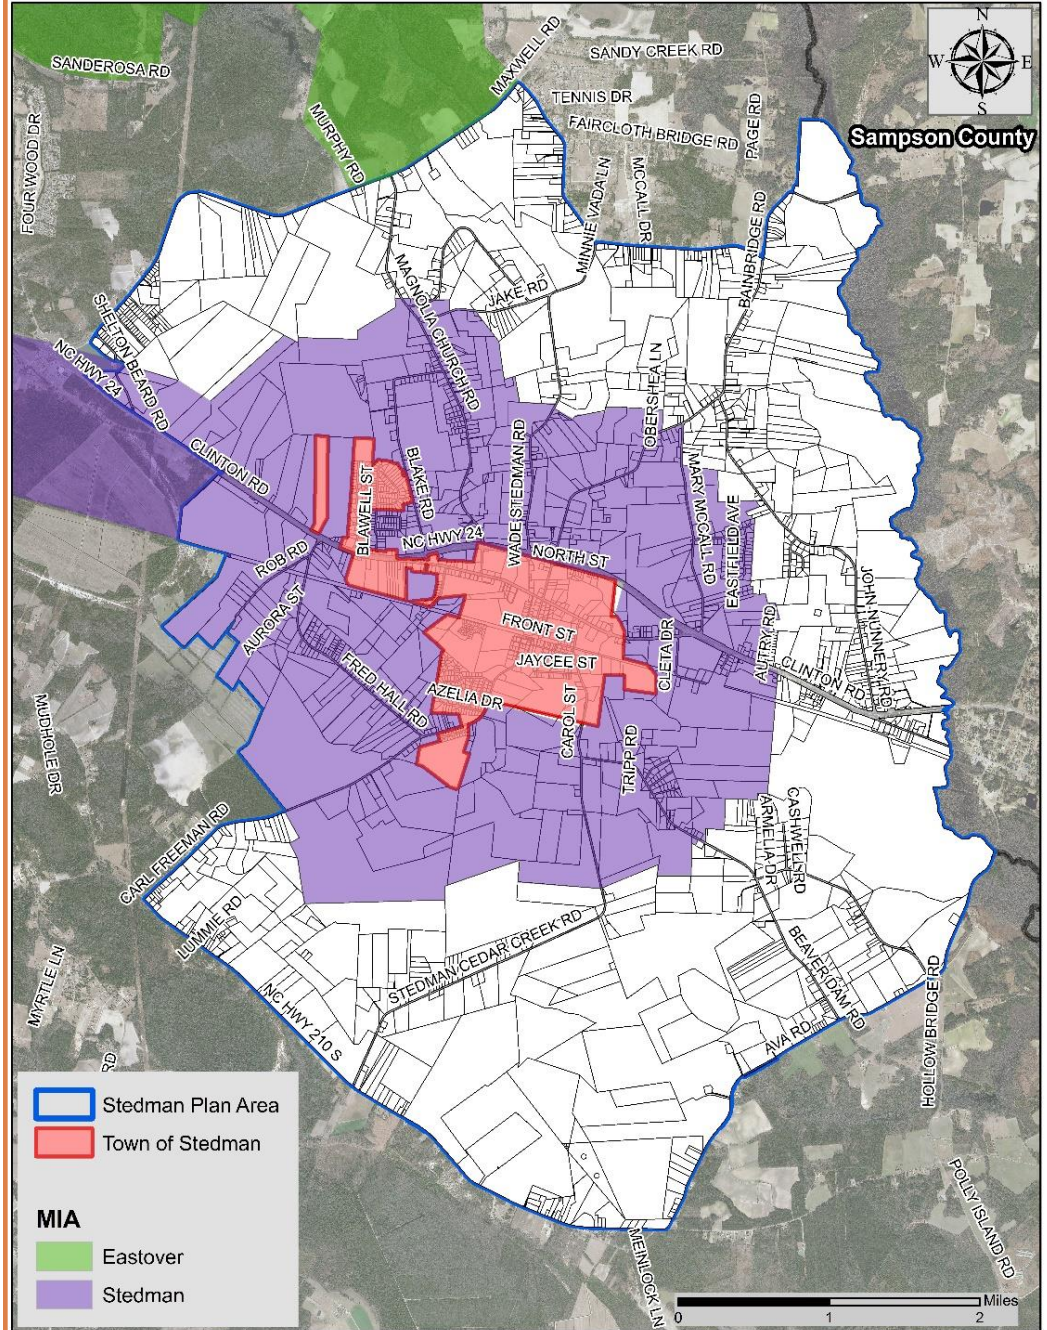 N
W E
S
SANDEROSA RD
MAXWELL RD
SANDY CREEK RD
TENNIS DR
FAIRCLOTH BRIDGE RD
PAGE RD
Sampson County
FOURWOOD DR
MURPHY RD
MINNIE VADA LN
MCCALL DR
BAINBRIDGE RD
MAGNOLIA CHURCH RD
JAKE RD
SHELTON BEARD RD
NC HWY 24
OBERSHEA LN
CLINTON RD
BLAWELL ST
BLAKE RD
WADE STEDMAN RD
MARY MCCALL RD
EASTFIELD AVE
NC HWY 24
NORTH ST
ROB RD
AURORA ST
FRONT ST
JAYCEE ST
CLETA DR
AUTRY RD
CLINTON RD
JOHN NUNNERY RD
FRED HALL RD
AZELIA DR
CAROL ST
TRIPP RD
MUDHOLE DR
CARL FREEMAN RD
ARMELIA DR
CASHWELL RD
LUMMIE RD
STEDMAN CEDAR CREEK RD
BEAVER DAM RD
MYRTLE LN
NC HWY 210 S
AVA RD
HOLLOW BRIDGE RD
RD
POLLY ISLAND RD
MEINLOCK LN
Stedman Plan Area
Town of Stedman
MIA
Eastover
Stedman
Miles
0 1 2